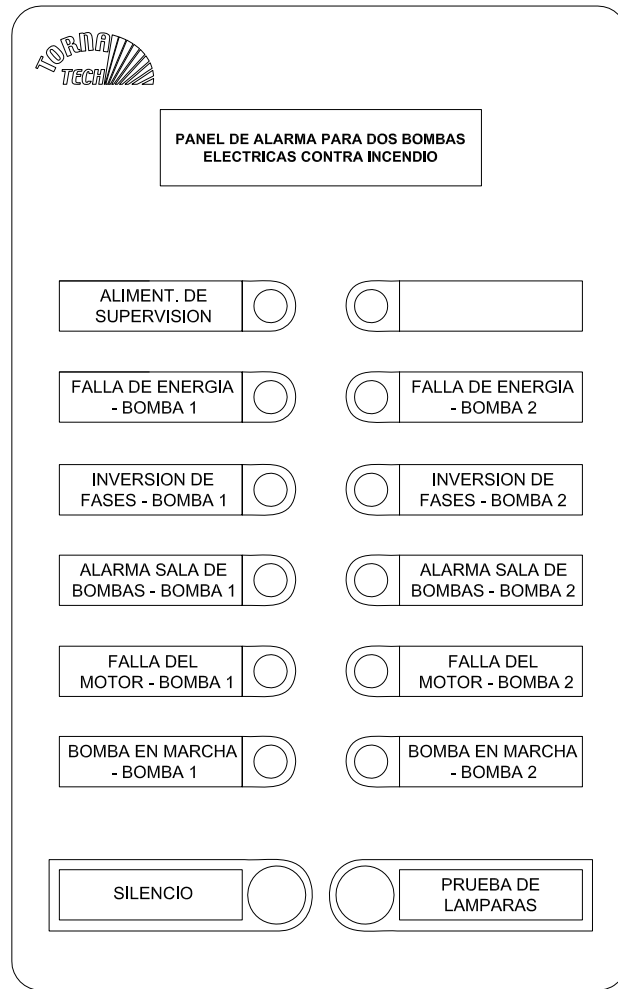 TORNA
TECH
PANEL DE ALARMA PARA DOS BOMBAS
ELECTRICAS CONTRA INCENDIO
ALIMENT. DE
SUPERVISION
FALLA DE ENERGIA
- BOMBA 1
FALLA DE ENERGIA
- BOMBA 2
INVERSION DE
FASES - BOMBA 1
INVERSION DE
FASES - BOMBA 2
ALARMA SALA DE
BOMBAS - BOMBA 1
ALARMA SALA DE
BOMBAS - BOMBA 2
FALLA DEL
MOTOR - BOMBA 1
FALLA DEL
MOTOR - BOMBA 2
BOMBA EN MARCHA
- BOMBA 1
BOMBA EN MARCHA
- BOMBA 2
SILENCIO
PRUEBA DE
LAMPARAS